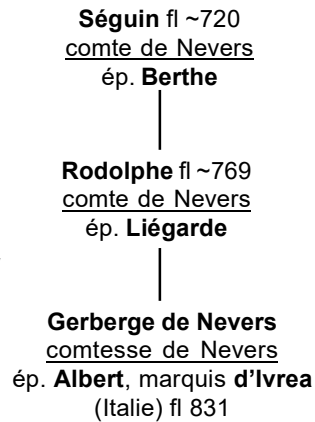 Séguin fl ~720
comte de Nevers
ép. Berthe
Rodolphe fl ~769
comte de Nevers
ép. Liégarde
Gerberge de Nevers
comtesse de Nevers
ép. Albert, marquis d’Ivrea
(Italie) fl 831